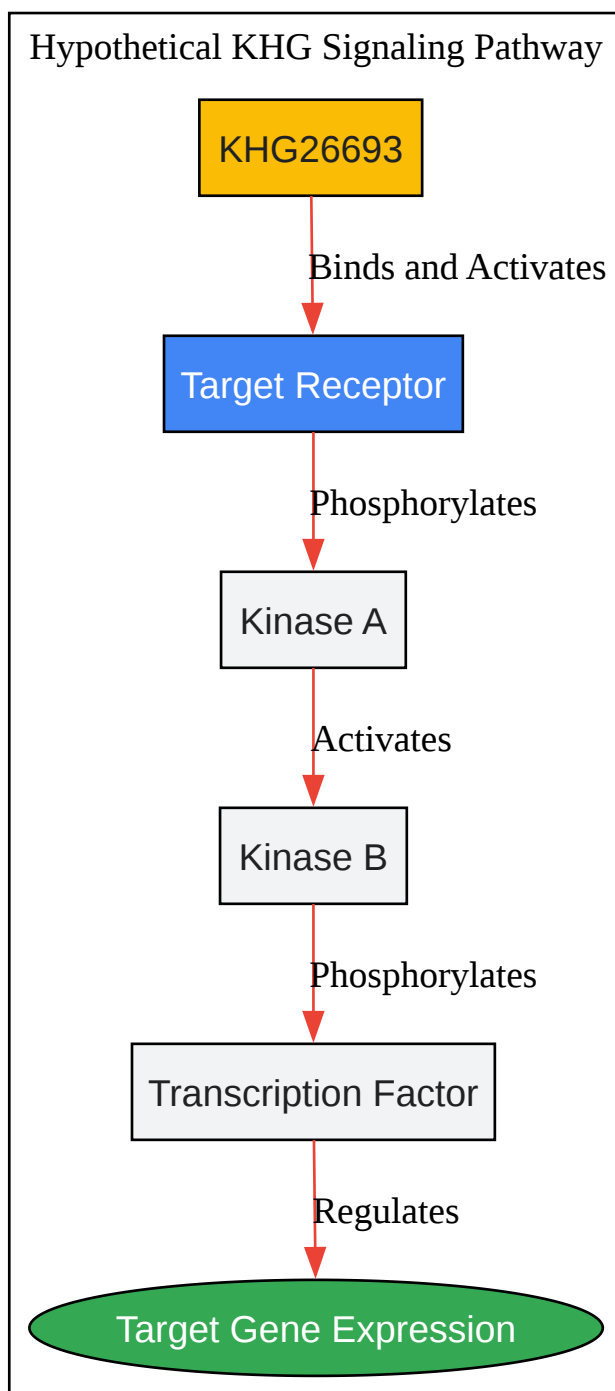 Hypothetical KHG Signaling Pathway
KHG26693
Binds and Activates
Target Receptor
Phosphorylates
Kinase A
Activates
Kinase B
Phosphorylates
Transcription Factor
Regulates
Target Gene Expression